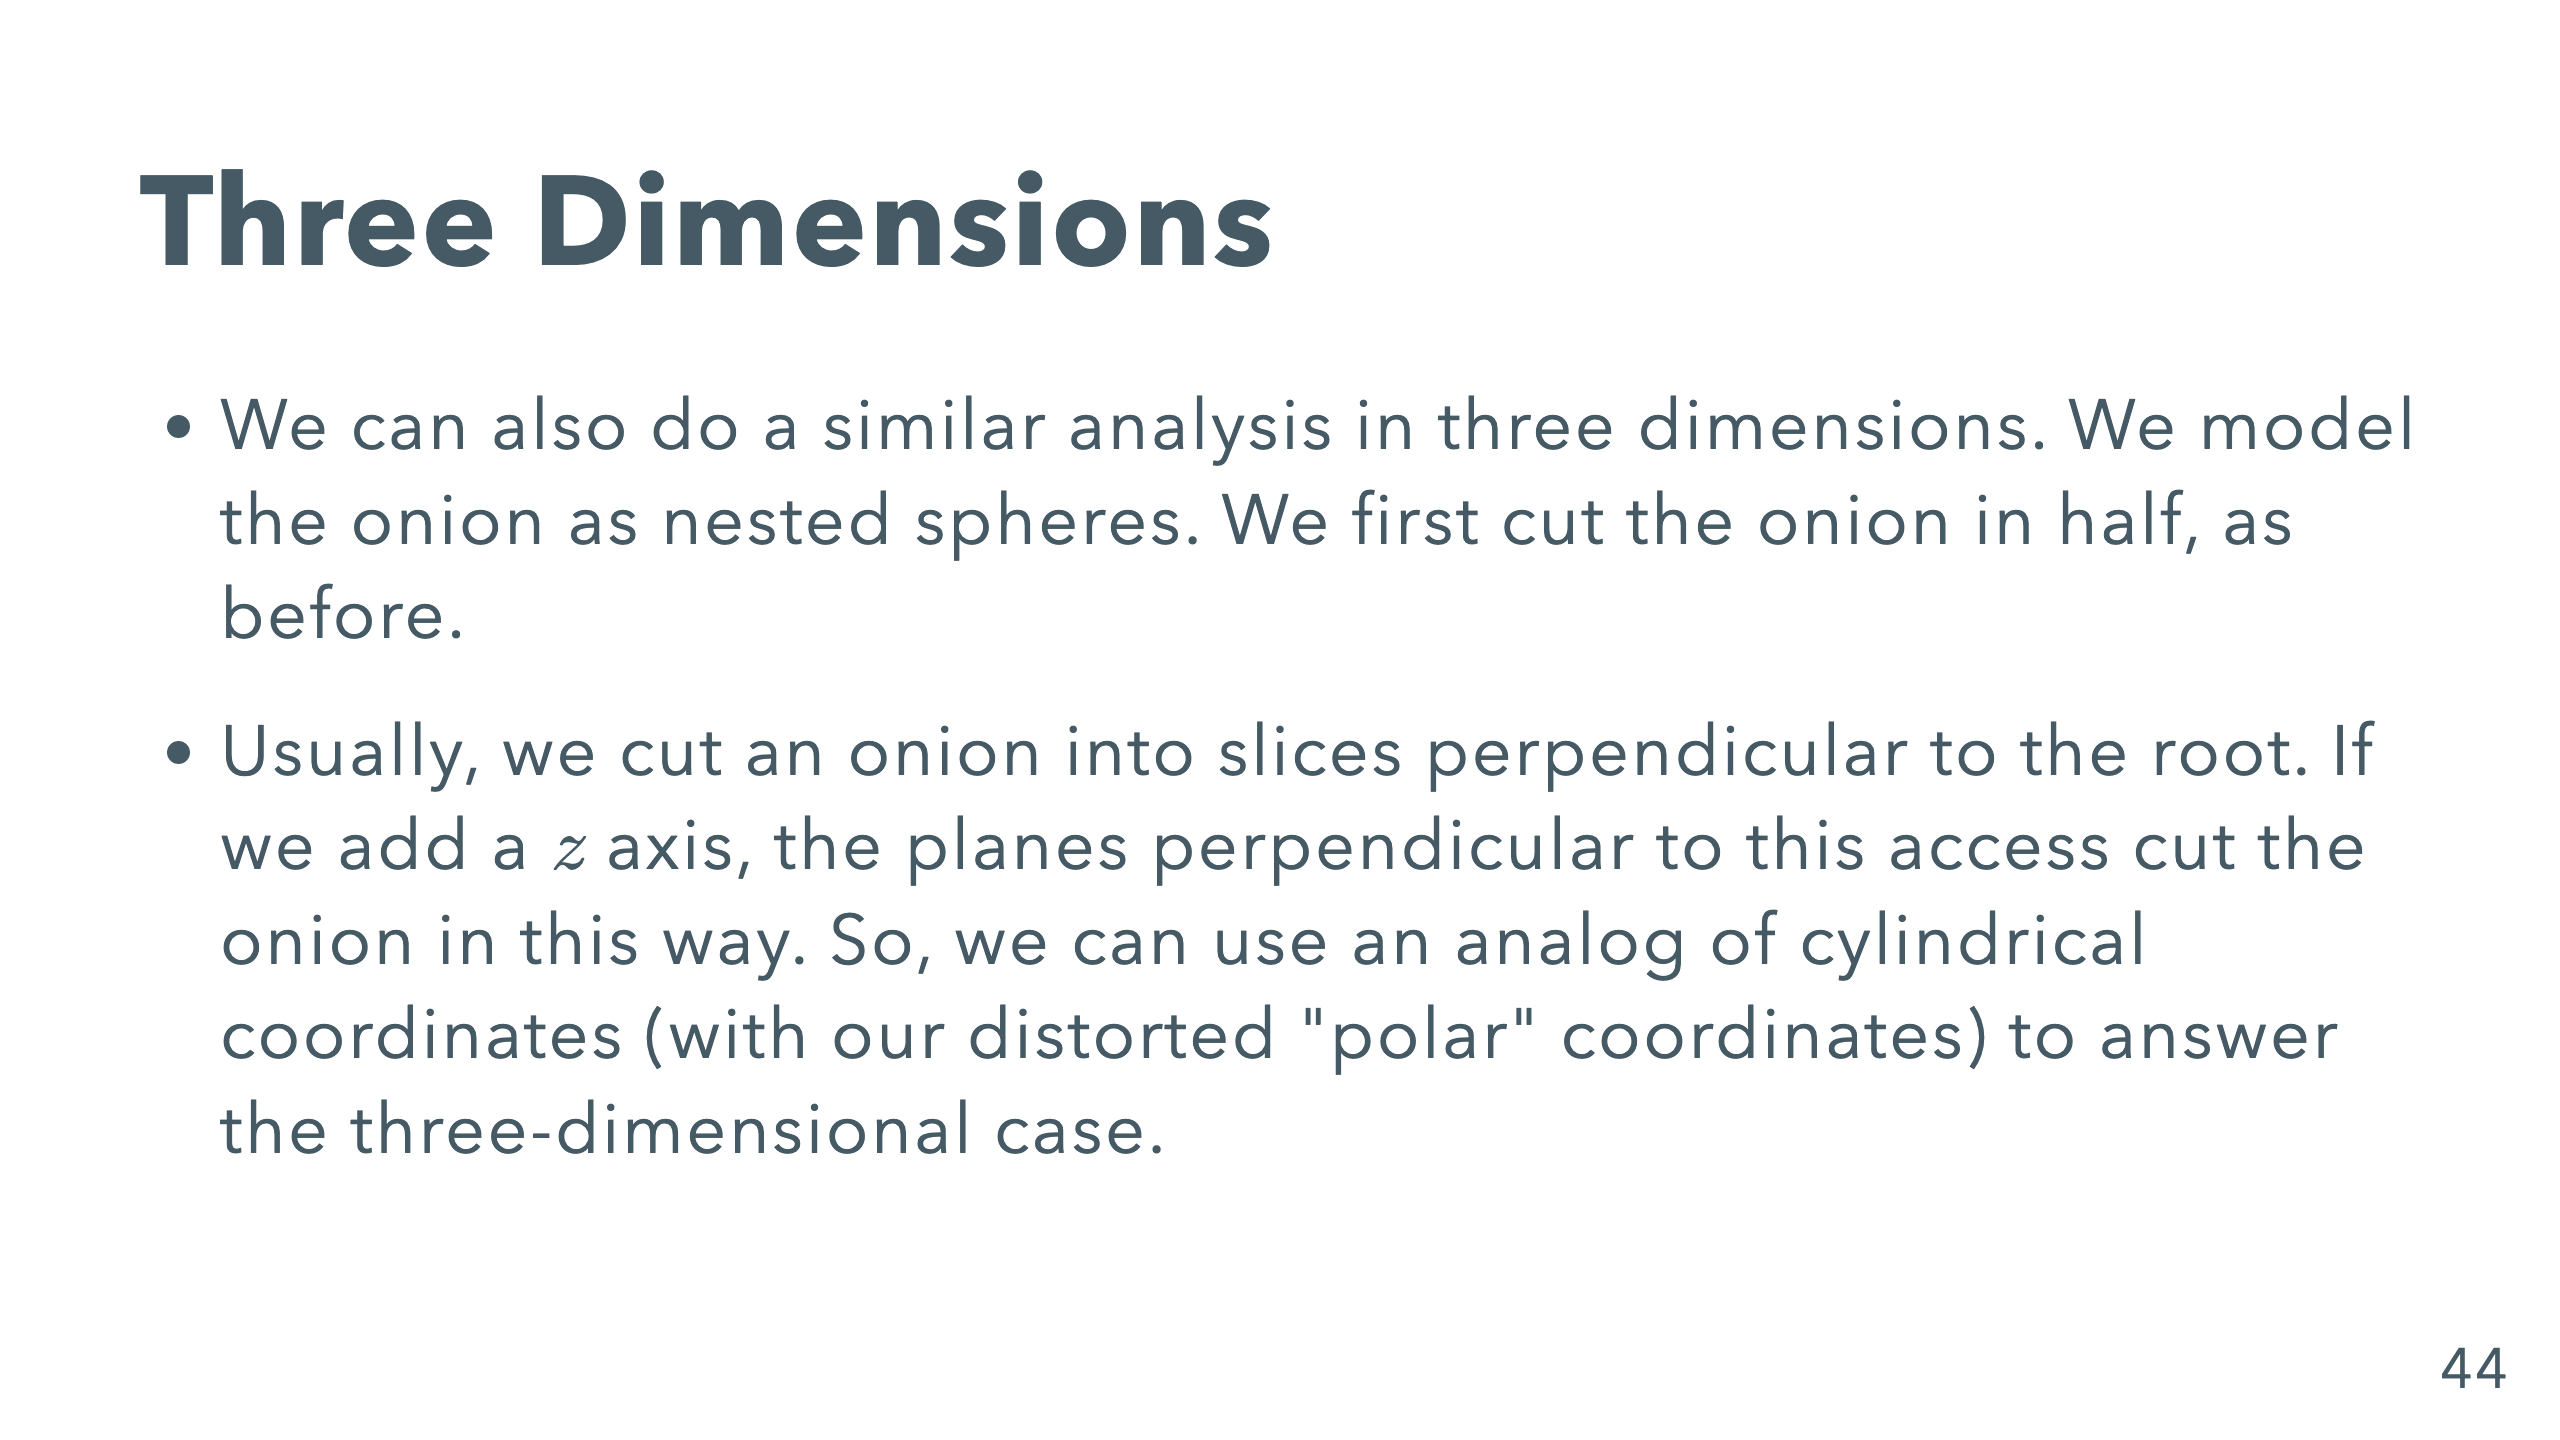 Three Dimensions
• We can also do a similar analysis in three dimensions. We model
the onion as nested spheres. We first cut the onion in half, as
before.
• Usually, we cut an onion into slices perpendicular to the root. If
we add a z axis, the planes perpendicular to this access cut the
onion in this way. So, we can use an analog of cylindrical
coordinates (with our distorted "polar" coordinates) to answer
the three-dimensional case.
44